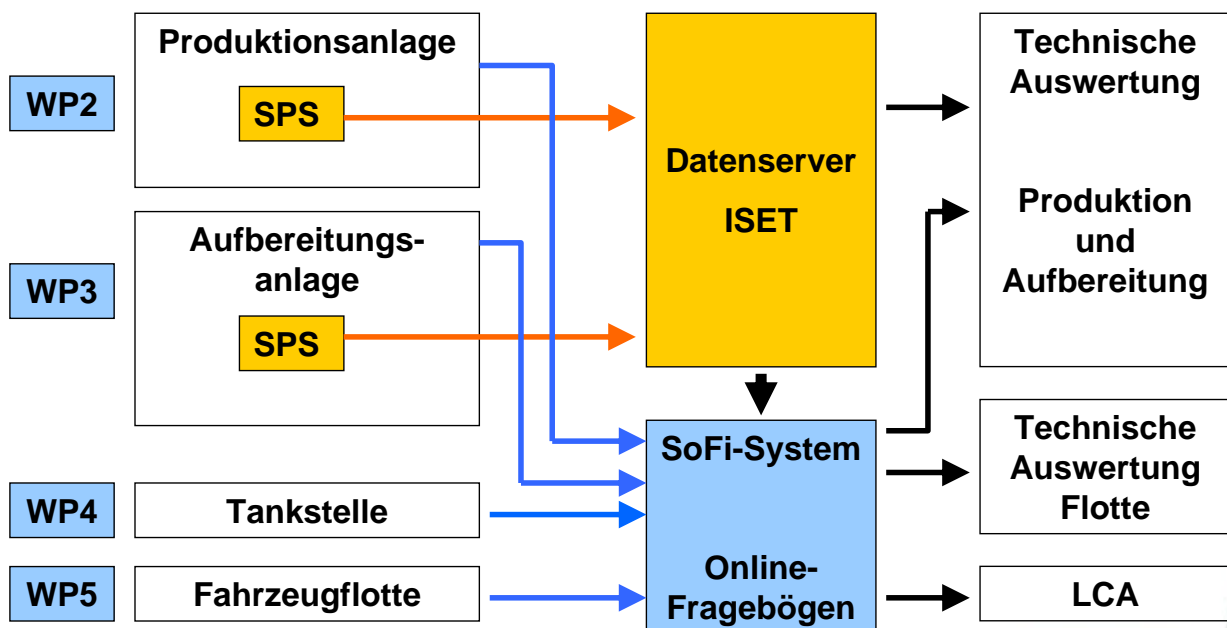 WP2
Produktionsanlage
SPS
WP3
Aufbereitungs-
anlage
SPS
WP4
Tankstelle
WP5
Fahrzeugflotte
Datenserver
ISET
SoFi-System
Online-
Fragebögen
Technische
Auswertung
Produktion
und
Aufbereitung
Technische
Auswertung
Flotte
LCA